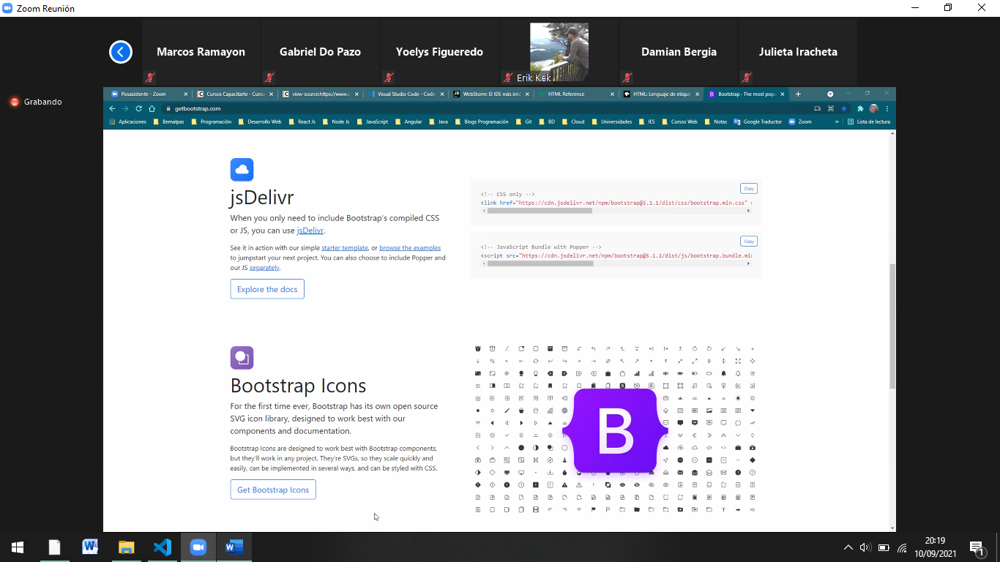 Zoom Reunión
Marcos Ramayon
Gabriel Do Pazo
Yoelys Figueredo
Erik Kek
Damian Bergia
Julieta Iracheta
Grabando
Posasistente - Zoom
Cursos Capacitarte - Curso
view-source:https://www.c
Visual Studio Code - Code
WebStorm: El IDE más inte
HTML Reference
HTML: Lenguaje de etique
Bootstrap - The most popu
getbootstrap.com
Aplicaciones
Bemalpas
Programación
Desarrollo Web
React Js
Node Js
JavaScript
Angular
Java
Blogs Programación
Git
BD
Cloud
Universidades
IES
Cursos Web
Notas
Google Traductor
Zoom
»
Lista de lectura
jsDelivr
When you only need to include Bootstrap's compiled CSS
or JS, you can use jsDelivr.
See it in action with our simple starter template, or browse the examples
to jumpstart your next project. You can also choose to include Popper and
our JS separately.
Explore the docs
Copy
<!-- CSS only -->
<link href="https://cdn.jsdelivr.net/npm/bootstrap@5.1.1/dist/css/bootstrap.min.css"
Copy
<!-- JavaScript Bundle with Popper -->
<script src="https://cdn.jsdelivr.net/npm/bootstrap@5.1.1/dist/js/bootstrap.bundle.min
Bootstrap Icons
For the first time ever, Bootstrap has its own open source
SVG icon library, designed to work best with our
components and documentation.
Bootstrap Icons are designed to work best with Bootstrap components,
but they'll work in any project. They're SVGs, so they scale quickly and
easily, can be implemented in several ways, and can be styled with CSS.
Get Bootstrap Icons
B
20:19
10/09/2021
1